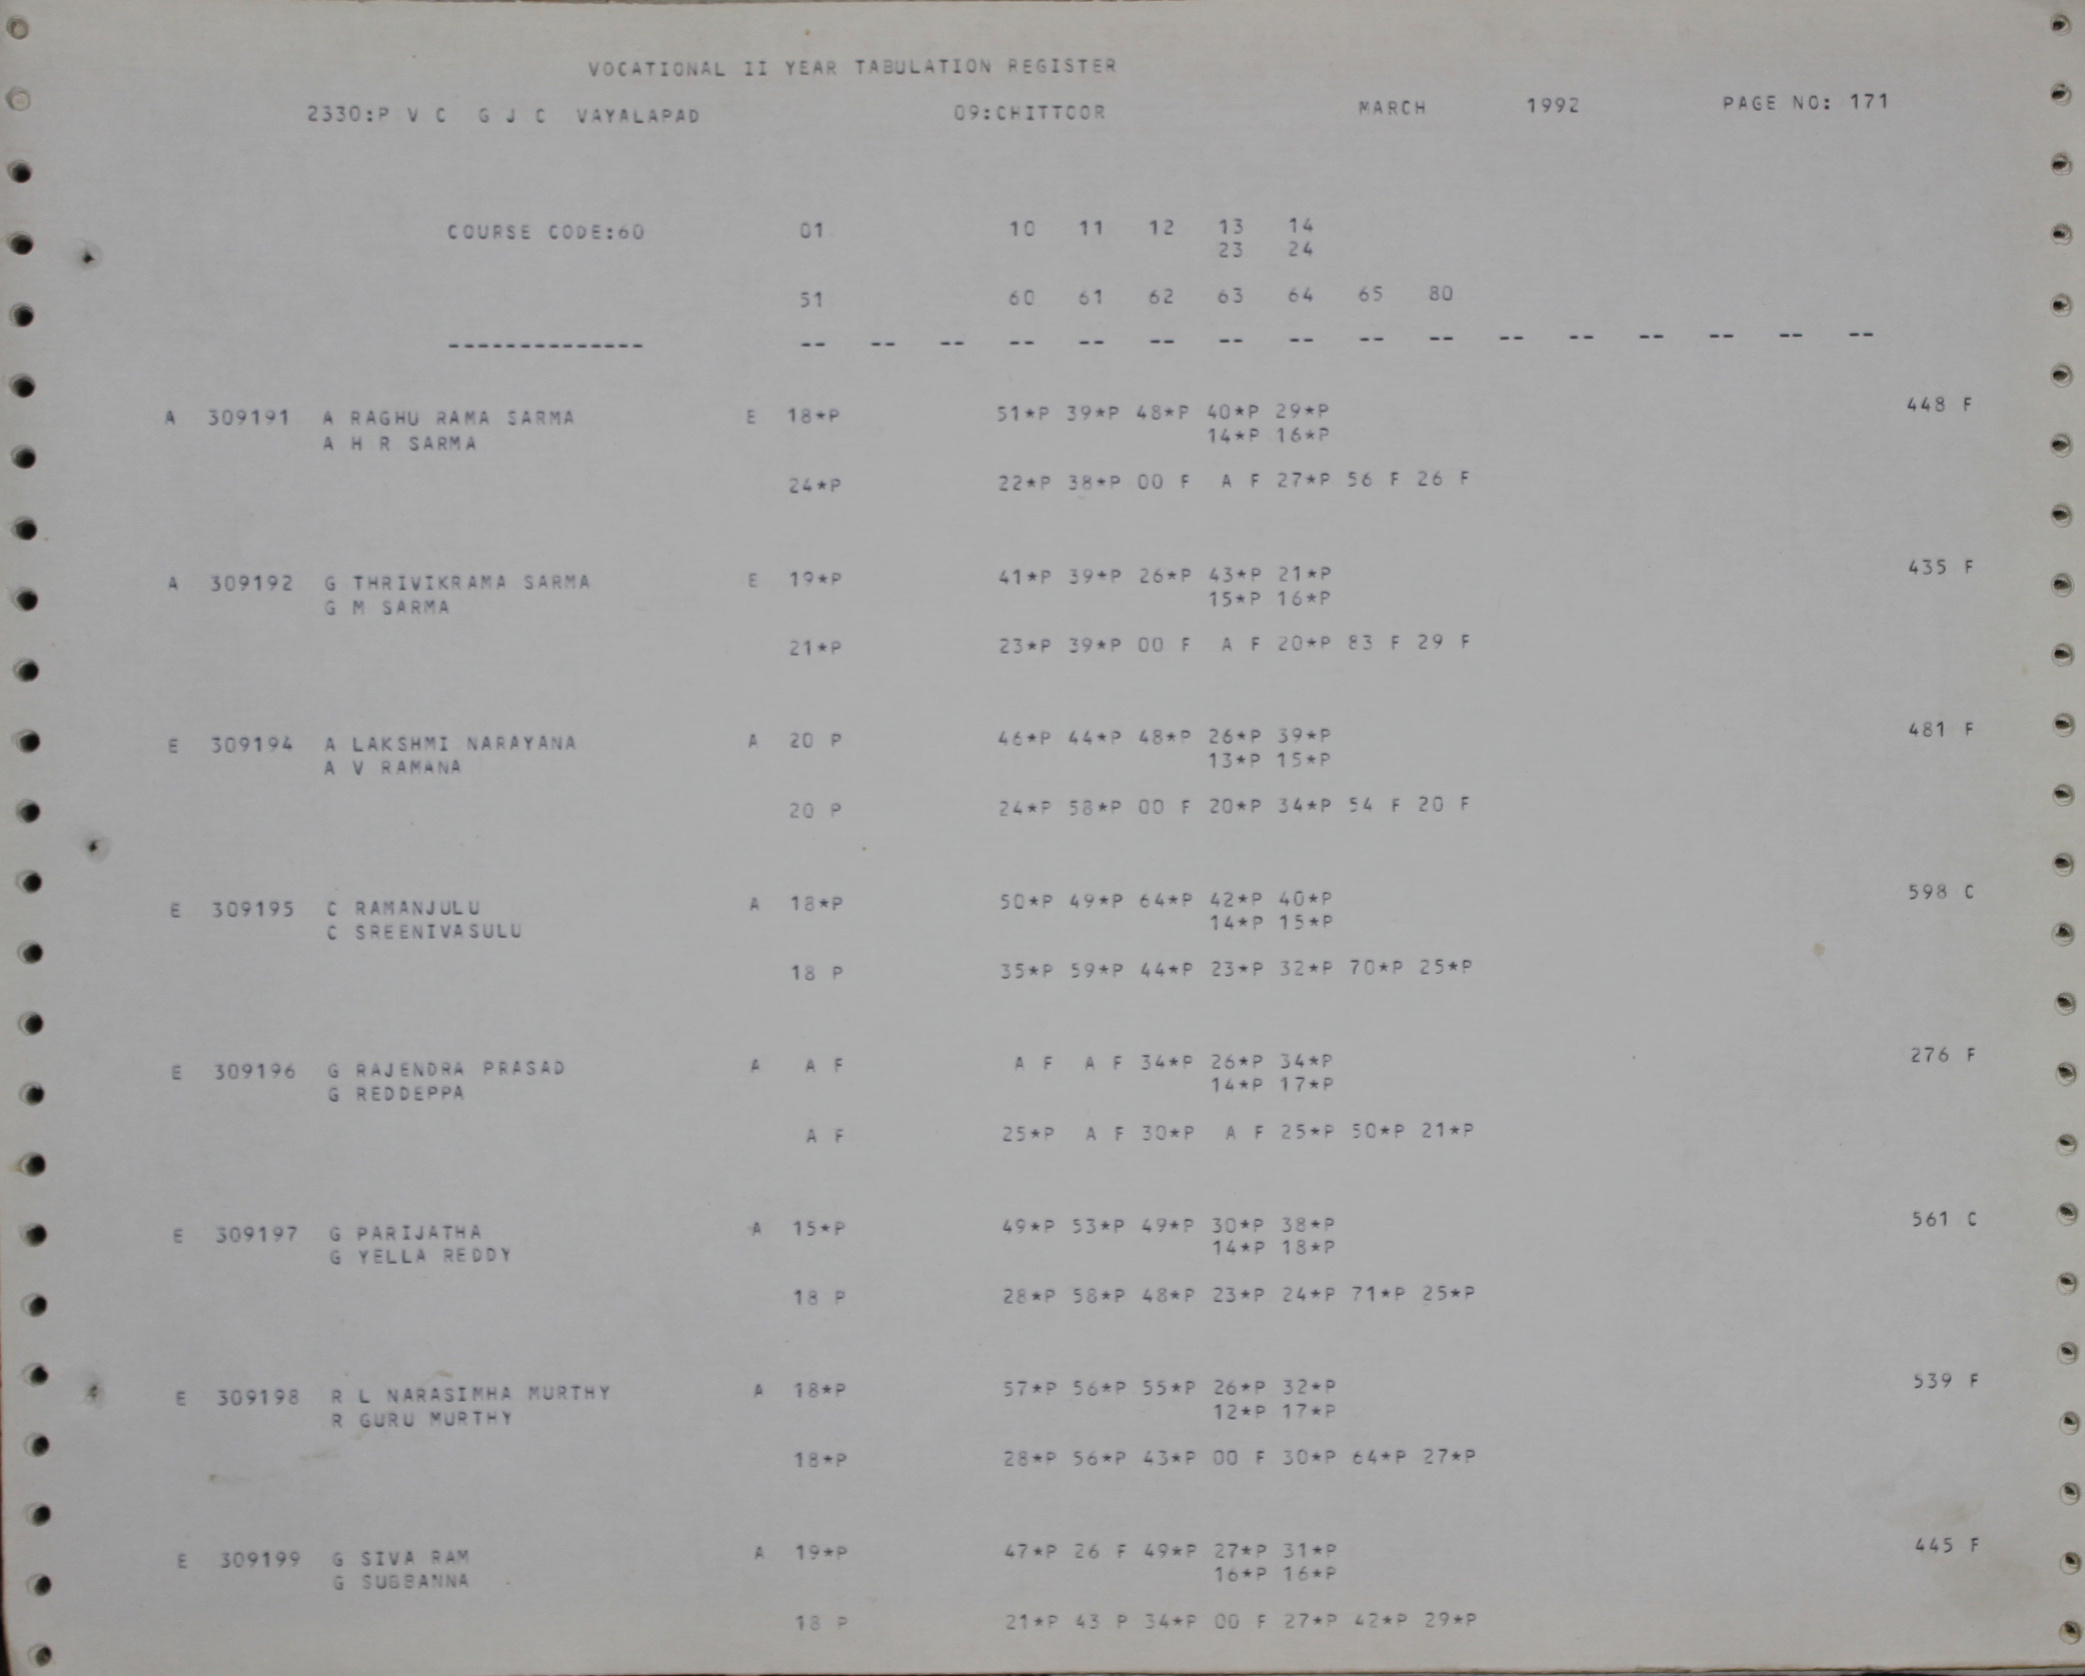 VOCATIONAL II YEAR TABULATION REGISTER
2330:P V C G J C VAYALAPAD 09:CHITTOOR MARCH 1992 PAGE NO: 171
COURSE CODE:60 01 10 11 12 13 14
23 24
51 60 61 62 63 64 65 80
-------------- -- -- -- -- -- -- -- -- -- -- -- -- -- -- -- --
A 309191 A RAGHU RAMA SARMA E 18*P 51*P 39*P 48*P 40*P 29*P 448 F
A H R SARMA 14*P 16*P
24*P 22*P 38*P 00 F A F 27*P 56 F 26 F
A 309192 G THRIVIKRAMA SARMA E 19*P 41*P 39*P 26*P 43*P 21*P 435 F
G M SARMA 15*P 16*P
21*P 23*P 39*P 00 F A F 20*P 83 F 29 F
E 309194 A LAKSHMI NARAYANA A 20 P 46*P 44*P 48*P 26*P 39*P 481 F
A V RAMANA 13*P 15*P
20 P 24*P 58*P 00 F 20*P 34*P 54 F 20 F
E 309195 C RAMANJULU A 18*P 50*P 49*P 64*P 42*P 40*P 598 C
C SREENIVASULU 14*P 15*P
18 P 35*P 59*P 44*P 23*P 32*P 70*P 25*P
E 309196 G RAJENDRA PRASAD A A F A F A F 34*P 26*P 34*P 276 F
G REDDEPPA 14*P 17*P
A F 25*P A F 30*P A F 25*P 50*P 21*P
E 309197 G PARIJATHA A 15*P 49*P 53*P 49*P 30*P 38*P 561 C
G YELLA REDDY 14*P 18*P
18 P 28*P 58*P 48*P 23*P 24*P 71*P 25*P
E 309198 R L NARASIMHA MURTHY A 18*P 57*P 56*P 55*P 26*P 32*P 539 F
R GURU MURTHY 12*P 17*P
18*P 28*P 56*P 43*P 00 F 30*P 64*P 27*P
E 309199 G SIVA RAM A 19*P 47*P 26 F 49*P 27*P 31*P 445 F
G SUBBANNA 16*P 16*P
18 P 21*P 43 P 34*P 00 F 27*P 42*P 29*P